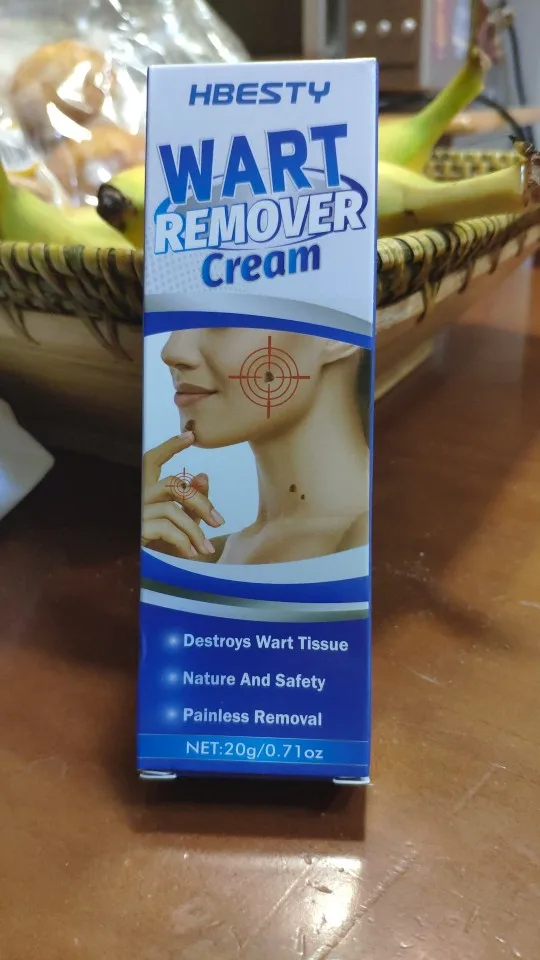 HBESTY
WART
REMOVER
Cream
Destroys Wart Tissue
Nature And Safety
Painless Removal
NET:20g/0.71oz